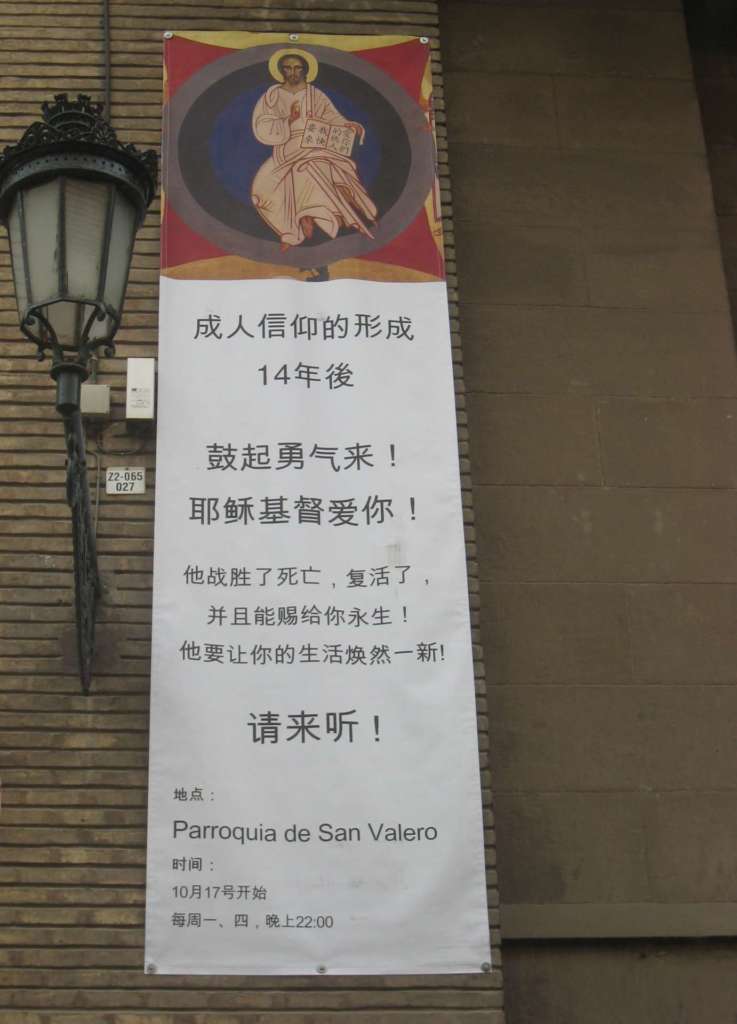 成人信仰的形成
14年後
鼓起勇气来！
耶稣基督爱你！
他战胜了死亡，复活了，
并且能赐给你永生！
他要让你的生活焕然一新!
请来听！
地点：
Parroquia de San Valero
时间：
10月17号开始
每周一、四，晚上22:00
Z2-065
027